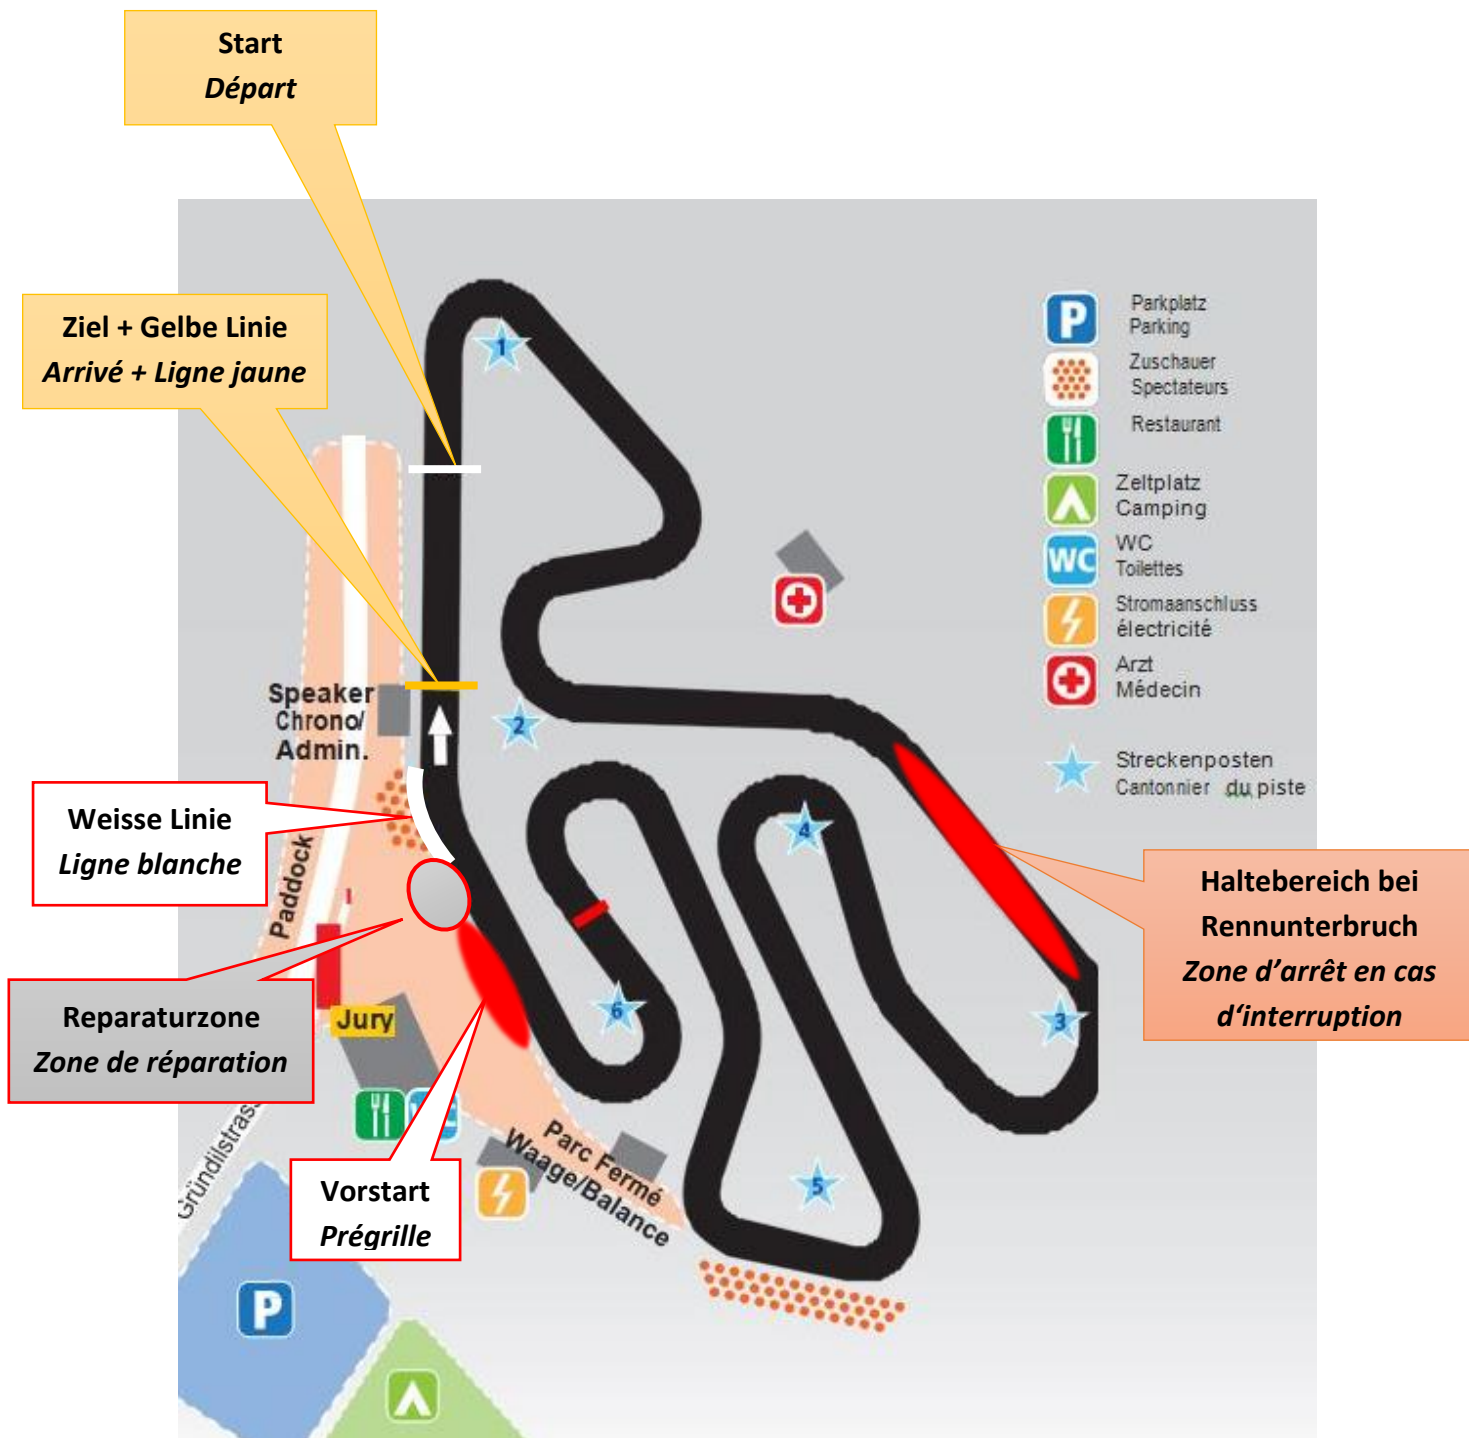 Start
Départ
Ziel + Gelbe Linie
Arrivé + Ligne jaune
1
P
Parkplatz
Parking
Zuschauer
Spectateurs
Restaurant
Zeltplatz
Camping
WC
WC
Toilettes
Stromaanschluss
électricité
Arzt
Médecin
Streckenposten
Cantonnier du piste
Speaker
Chrono/
Admin.
2
Weisse Linie
Ligne blanche
4
Paddock
Haltebereich bei
Rennunterbruch
Zone d’arrêt en cas
d‘interruption
Reparaturzone
Zone de réparation
Jury
6
3
Vorstart
Prégrille
Parc Fermé
Waage/Balance
5
P